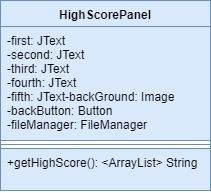 HighScorePanel
-first: JText
-second: JText
-third: JText
-fourth: JText
-fifth: JText-backGround: Image
-backButton: Button
-fileManager: FileManager
+getHighScore(): <ArrayList> String